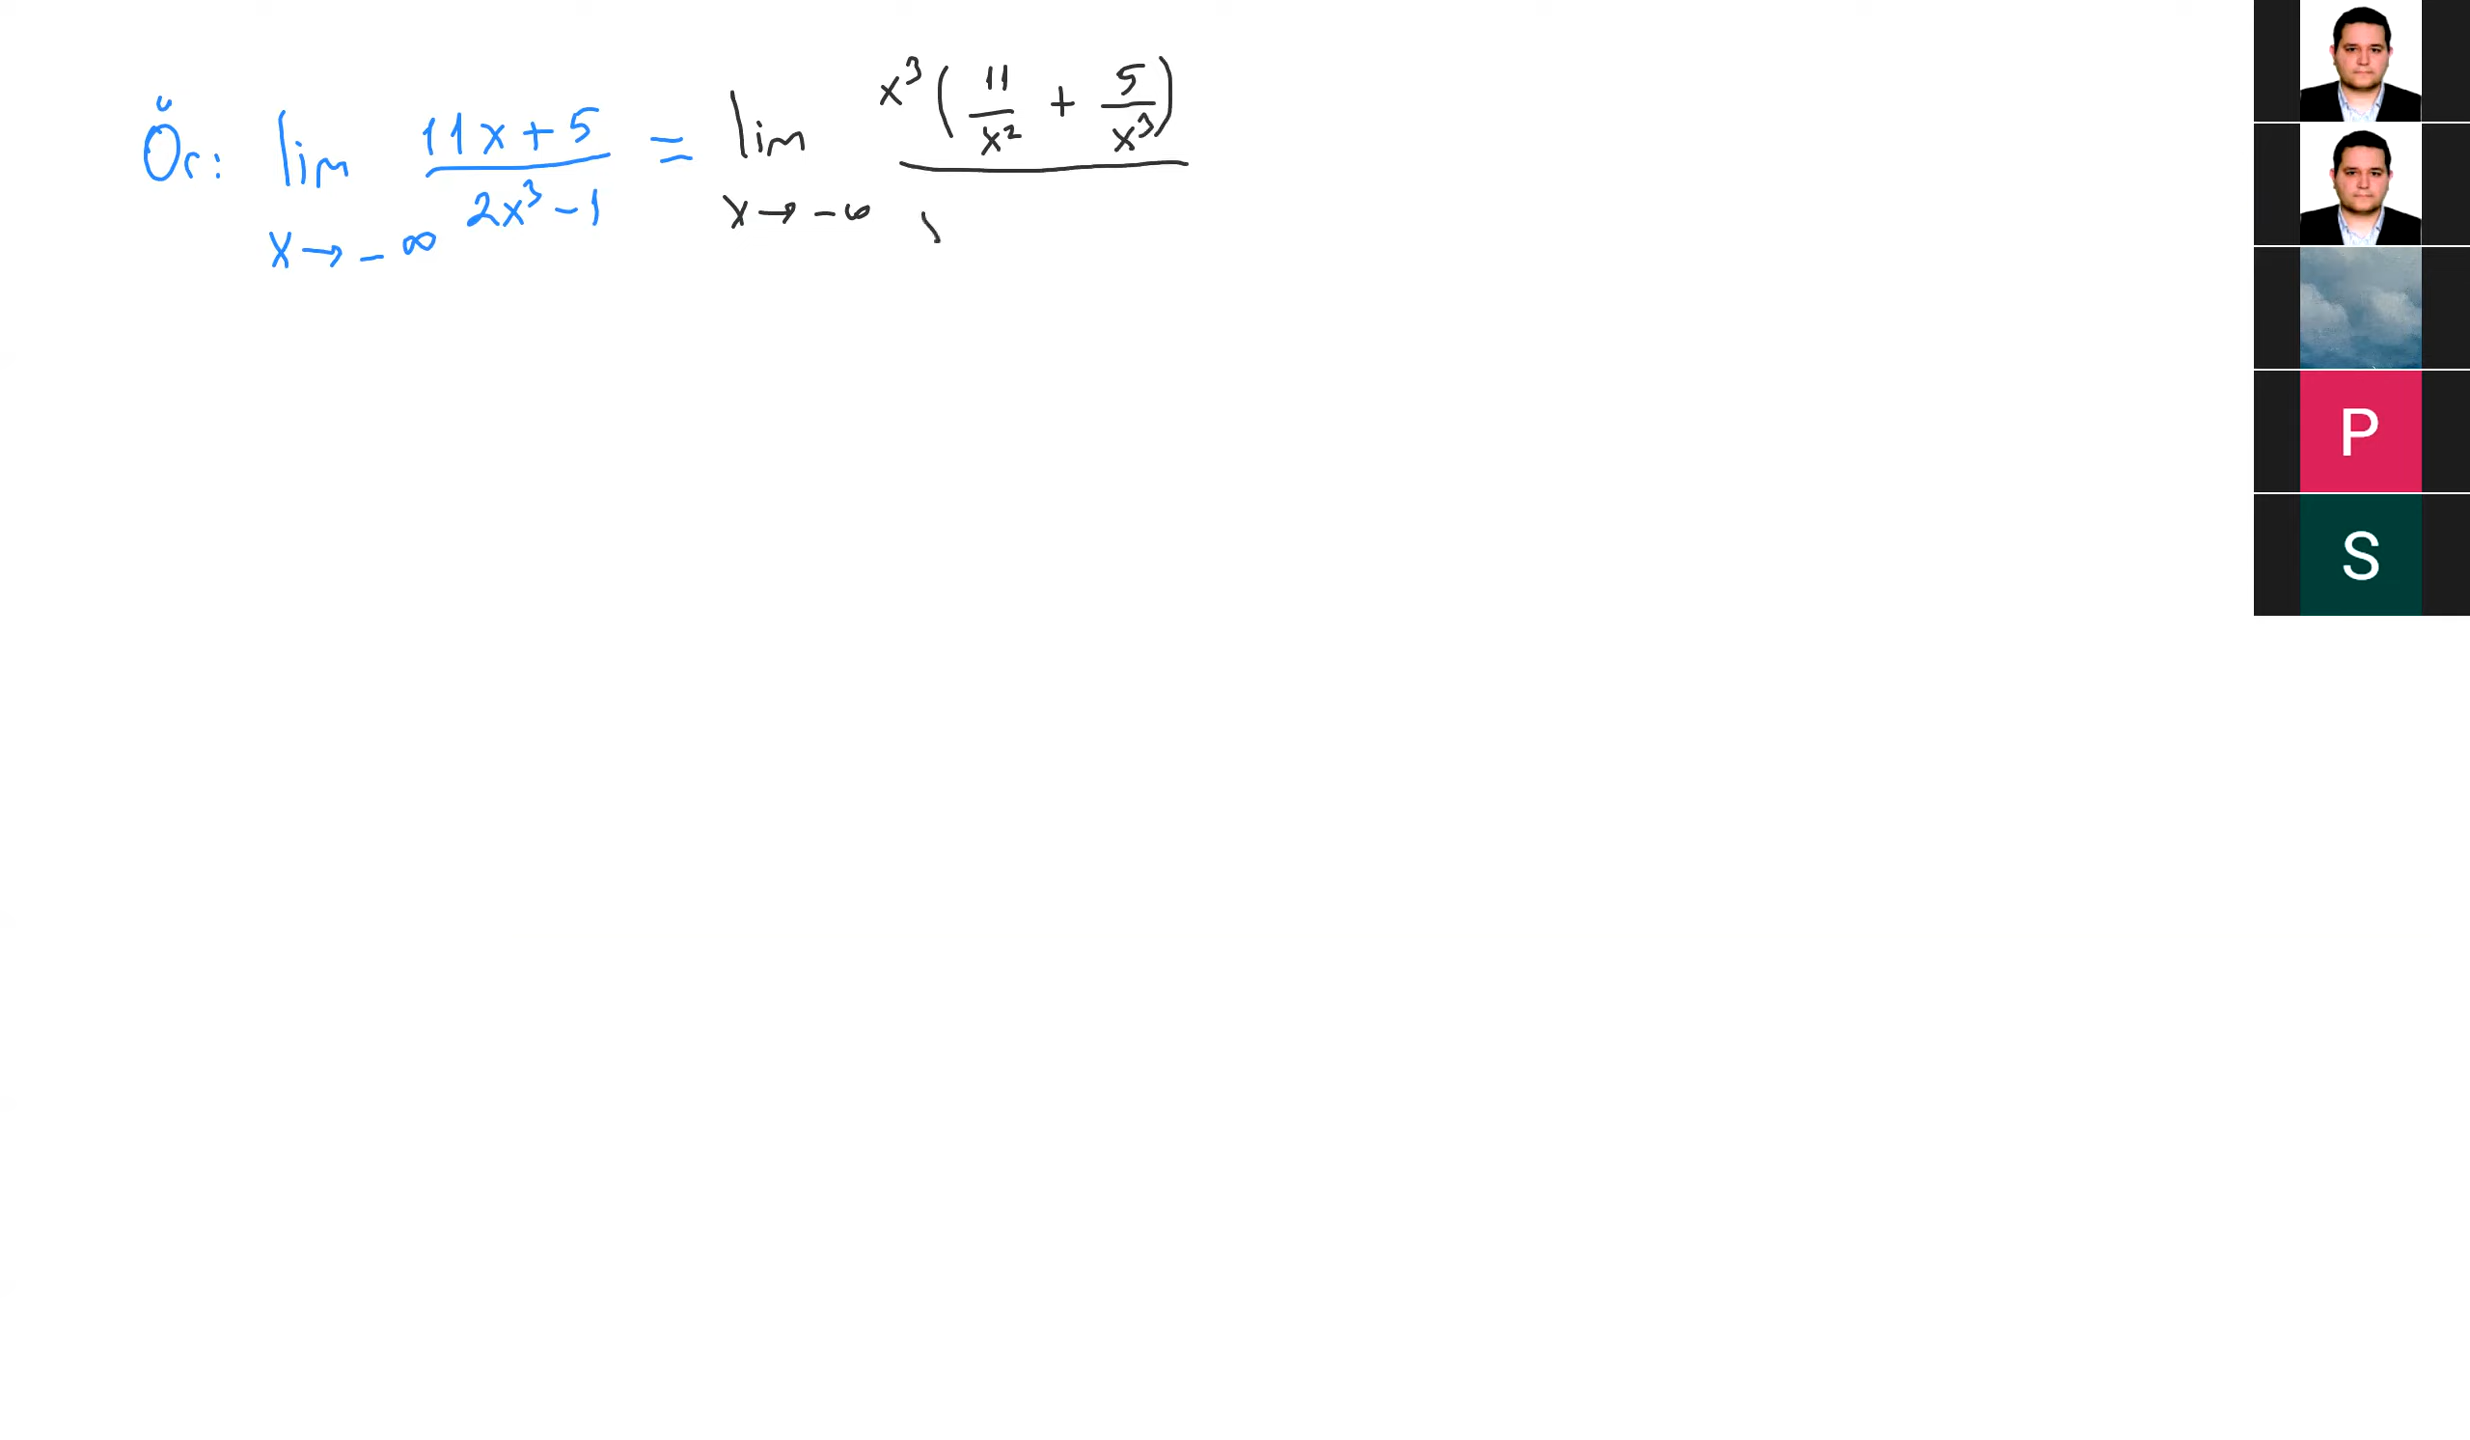 Ör: lim x→-∞ (11x+5)/(2x³-1) = lim x→-∞ x³(11/x² + 5/x³)
P
S